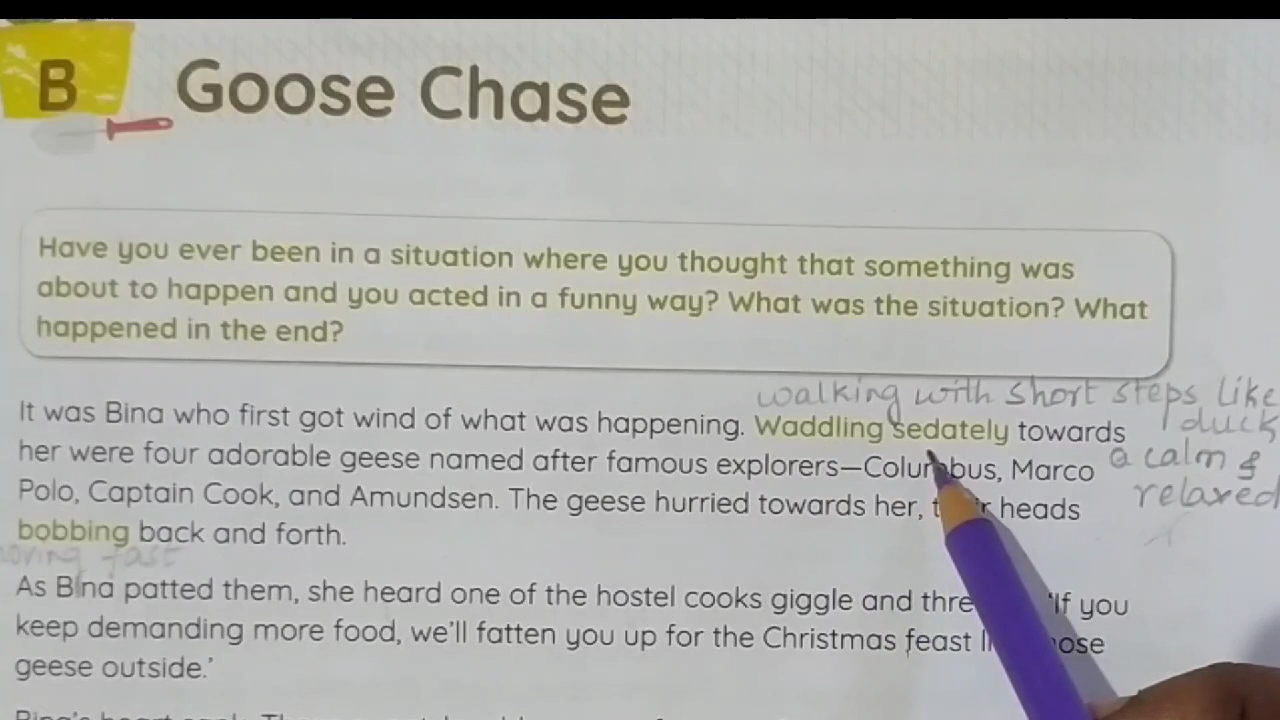 B Goose Chase
Have you ever been in a situation where you thought that something was
about to happen and you acted in a funny way? What was the situation? What
happened in the end?
walking with short steps like
duck
It was Bina who first got wind of what was happening. Waddling sedately towards
a calm &
her were four adorable geese named after famous explorers—Columbus, Marco
relaxed
Polo, Captain Cook, and Amundsen. The geese hurried towards her, their heads
bobbing back and forth.
fast
As Bina patted them, she heard one of the hostel cooks giggle and 'If you
keep demanding more food, we'll fatten you up for the Christmas feast
geese outside.'